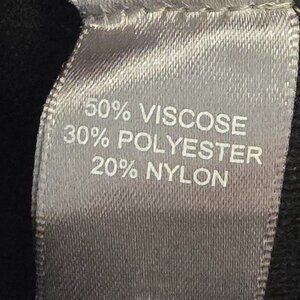 50% VISCOSE
30% POLYESTER
20% NYLON